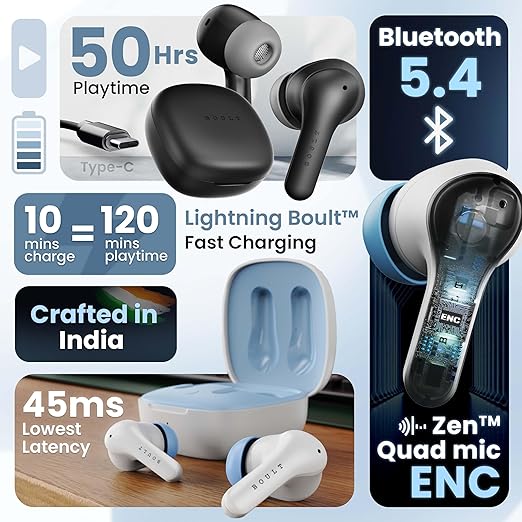 50 Hrs
Playtime
Type-C
BOULT
BOULT
Bluetooth
5.4
10
mins
charge
=
120
mins
playtime
Lightning Boult™
Fast Charging
ENC
Crafted in
India
45ms
Lowest
Latency
BOULT
BOULT
Zen™
Quad mic
ENC